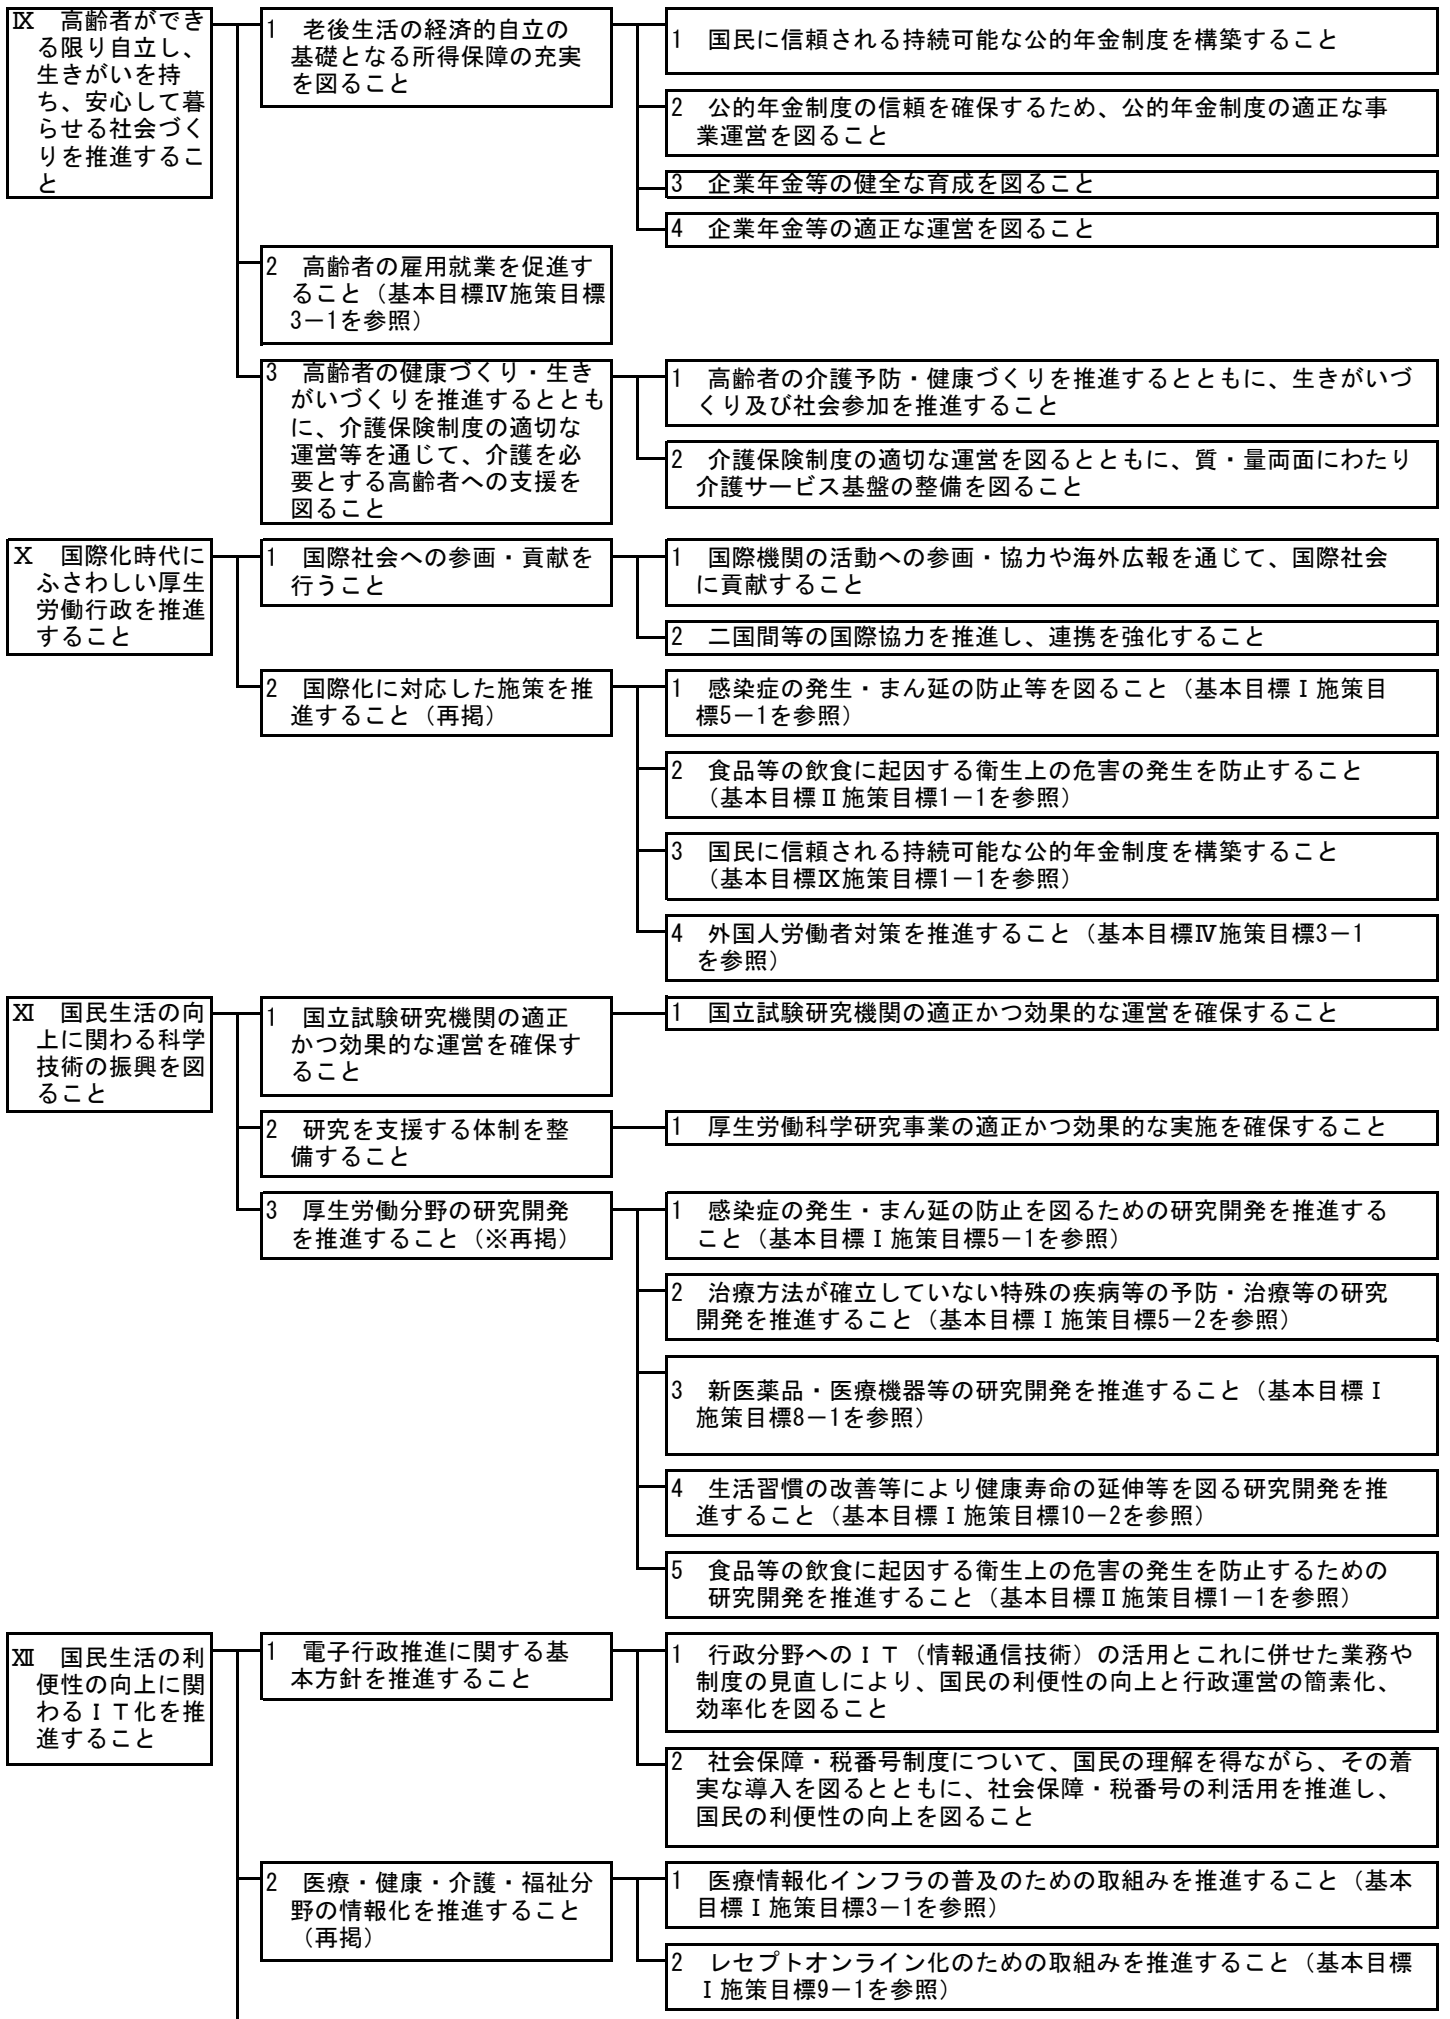 Ⅸ　高齢者ができ
る限り自立し、
生きがいを持
ち、安心して暮
らせる社会づく
りを推進するこ
と
1　老後生活の経済的自立の
基礎となる所得保障の充実
を図ること
1　国民に信頼される持続可能な公的年金制度を構築すること
2　公的年金制度の信頼を確保するため、公的年金制度の適正な事
業運営を図ること
3　企業年金等の健全な育成を図ること
4　企業年金等の適正な運営を図ること
2　高齢者の雇用就業を促進す
ること（基本目標Ⅳ施策目標
3－1を参照）
3　高齢者の健康づくり・生き
がいづくりを推進するととも
に、介護保険制度の適切な
運営等を通じて、介護を必
要とする高齢者への支援を
図ること
1　高齢者の介護予防・健康づくりを推進するとともに、生きがいづ
くり及び社会参加を推進すること
2　介護保険制度の適切な運営を図るとともに、質・量両面にわたり
介護サービス基盤の整備を図ること
Ⅹ　国際化時代に
ふさわしい厚生
労働行政を推進
すること
1　国際社会への参画・貢献を
行うこと
1　国際機関の活動への参画・協力や海外広報を通じて、国際社会
に貢献すること
2　二国間等の国際協力を推進し、連携を強化すること
2　国際化に対応した施策を推
進すること（再掲）
1　感染症の発生・まん延の防止等を図ること（基本目標Ⅰ施策目
標5－1を参照）
2　食品等の飲食に起因する衛生上の危害の発生を防止すること
（基本目標Ⅱ施策目標1－1を参照）
3　国民に信頼される持続可能な公的年金制度を構築すること
（基本目標Ⅸ施策目標1－1を参照）
4　外国人労働者対策を推進すること（基本目標Ⅳ施策目標3－1
を参照）
Ⅺ　国民生活の向
上に関わる科学
技術の振興を図
ること
1　国立試験研究機関の適正
かつ効果的な運営を確保す
ること
1　国立試験研究機関の適正かつ効果的な運営を確保すること
2　研究を支援する体制を整
備すること
1　厚生労働科学研究事業の適正かつ効果的な実施を確保すること
3　厚生労働分野の研究開発
を推進すること（※再掲）
1　感染症の発生・まん延の防止を図るための研究開発を推進する
こと（基本目標Ⅰ施策目標5－1を参照）
2　治療方法が確立していない特殊の疾病等の予防・治療等の研究
開発を推進すること（基本目標Ⅰ施策目標5－2を参照）
3　新医薬品・医療機器等の研究開発を推進すること（基本目標Ⅰ
施策目標8－1を参照）
4　生活習慣の改善等により健康寿命の延伸等を図る研究開発を推
進すること（基本目標Ⅰ施策目標10－2を参照）
5　食品等の飲食に起因する衛生上の危害の発生を防止するための
研究開発を推進すること（基本目標Ⅱ施策目標1－1を参照）
Ⅻ　国民生活の利
便性の向上に関
わるＩＴ化を推
進すること
1　電子行政推進に関する基
本方針を推進すること
1　行政分野へのＩＴ（情報通信技術）の活用とこれに併せた業務や
制度の見直しにより、国民の利便性の向上と行政運営の簡素化、
効率化を図ること
2　社会保障・税番号制度について、国民の理解を得ながら、その着
実な導入を図るとともに、社会保障・税番号の利活用を推進し、
国民の利便性の向上を図ること
2　医療・健康・介護・福祉分
野の情報化を推進すること
（再掲）
1　医療情報化インフラの普及のための取組みを推進すること（基本
目標Ⅰ施策目標3－1を参照）
2　レセプトオンライン化のための取組みを推進すること（基本目標
Ⅰ施策目標9－1を参照）